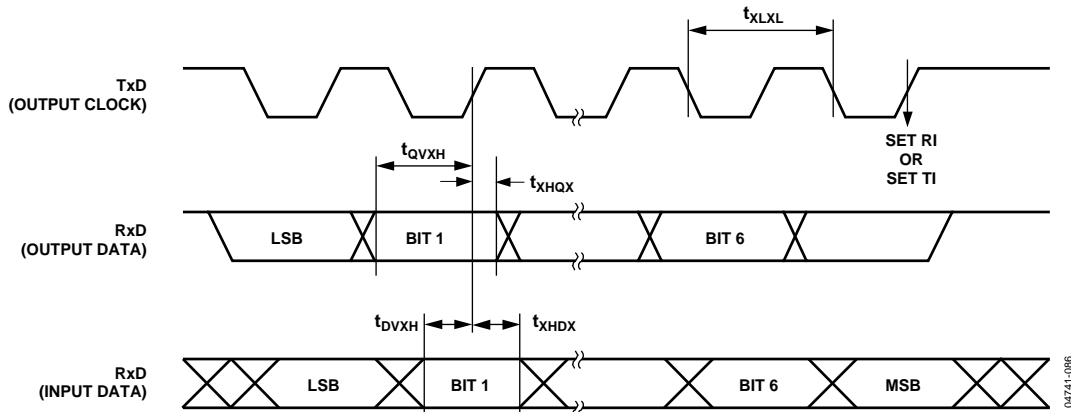 tXLXL
TxD
(OUTPUT CLOCK)
SET RI
OR
SET TI
tQVXH
tXHQX
RxD
(OUTPUT DATA)
LSB
BIT 1
BIT 6
tDVXH
tXHDX
RxD
(INPUT DATA)
LSB
BIT 1
BIT 6
MSB
04741-086